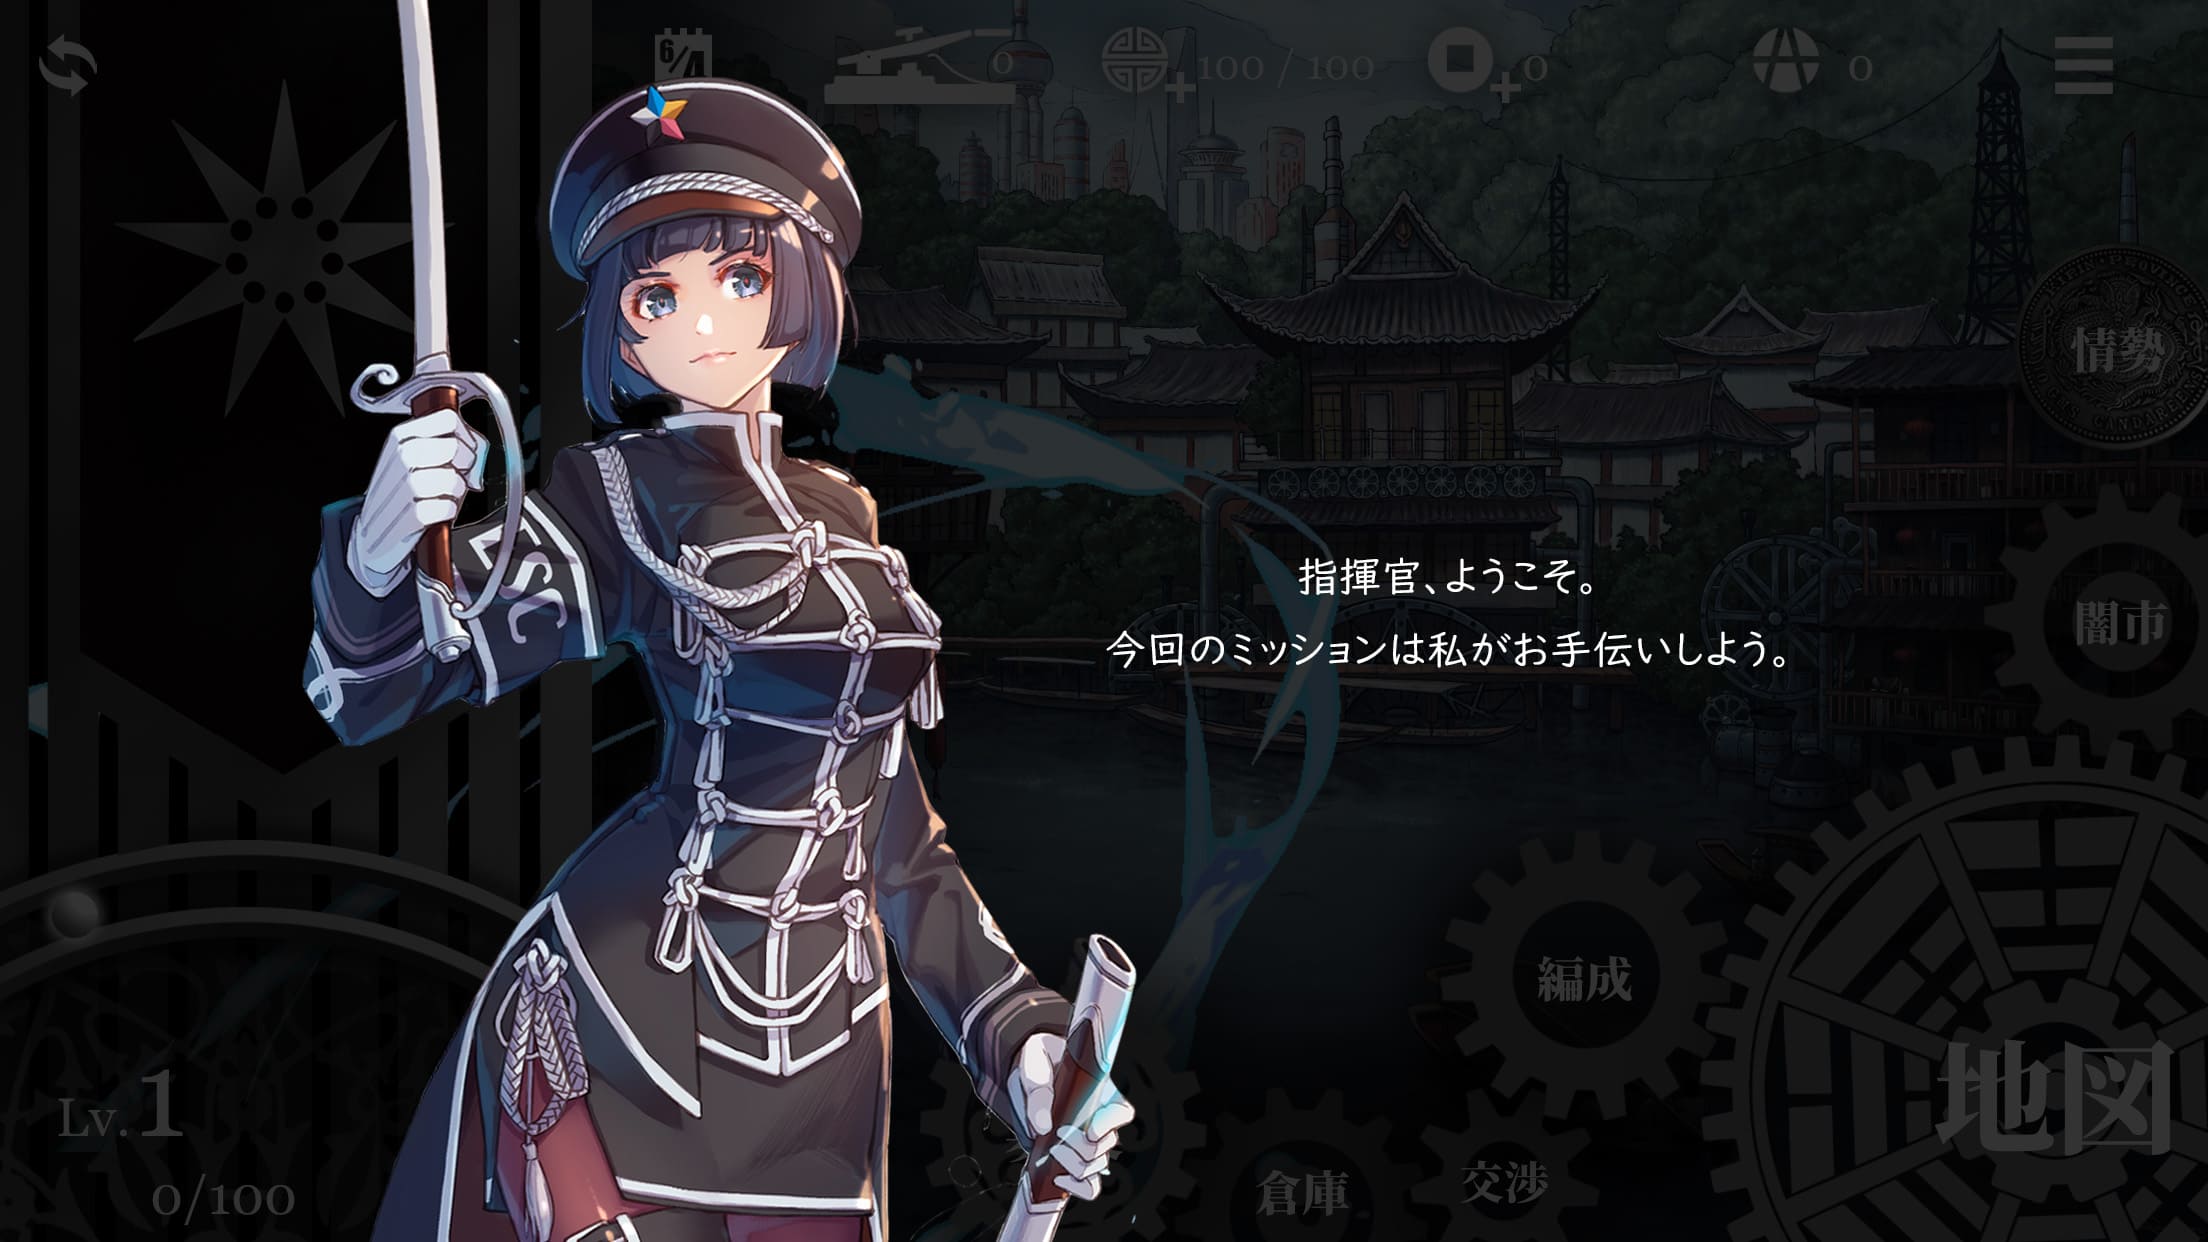 6/4
0
100 / 100
0
0
情勢
ESC
指揮官、ようこそ。
今回のミッションは私がお手伝いしよう。
闇市
編成
地図
Lv.1
0/100
倉庫
交渉